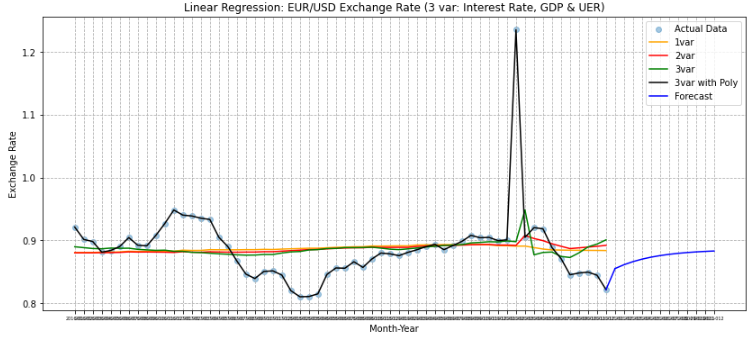 Linear Regression: EUR/USD Exchange Rate (3 var: Interest Rate, GDP & UER)
Actual Data
1var
2var
3var
3var with Poly
Forecast
Exchange Rate
1.2
1.1
1.0
0.9
0.8
Month-Year